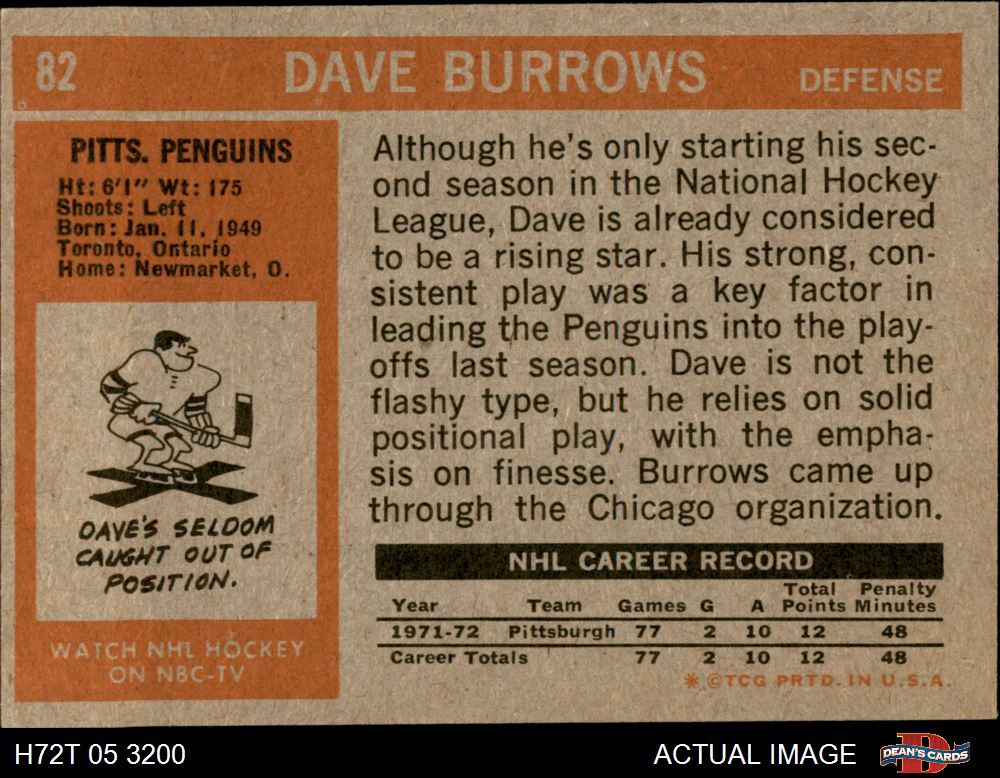 82 DAVE BURROWS DEFENSE
PITTS. PENGUINS
Ht: 6'1" Wt: 175
Shoots: Left
Born: Jan. 11, 1949
Toronto, Ontario
Home: Newmarket, O.
DAVE'S SELDOM
CAUGHT OUT OF
POSITION.
WATCH NHL HOCKEY
ON NBC-TV
Although he's only starting his sec-
ond season in the National Hockey
League, Dave is already considered
to be a rising star. His strong, con-
sistent play was a key factor in
leading the Penguins into the play-
offs last season. Dave is not the
flashy type, but he relies on solid
positional play, with the empha-
sis on finesse. Burrows came up
through the Chicago organization.
NHL CAREER RECORD
Year Team Games G A Total Points Penalty Minutes
1971-72 Pittsburgh 77 2 10 12 48
Career Totals 77 2 10 12 48
* ©TCG PRTD. IN U.S.A.
H72T 05 3200 ACTUAL IMAGE DEAN'S CARDS